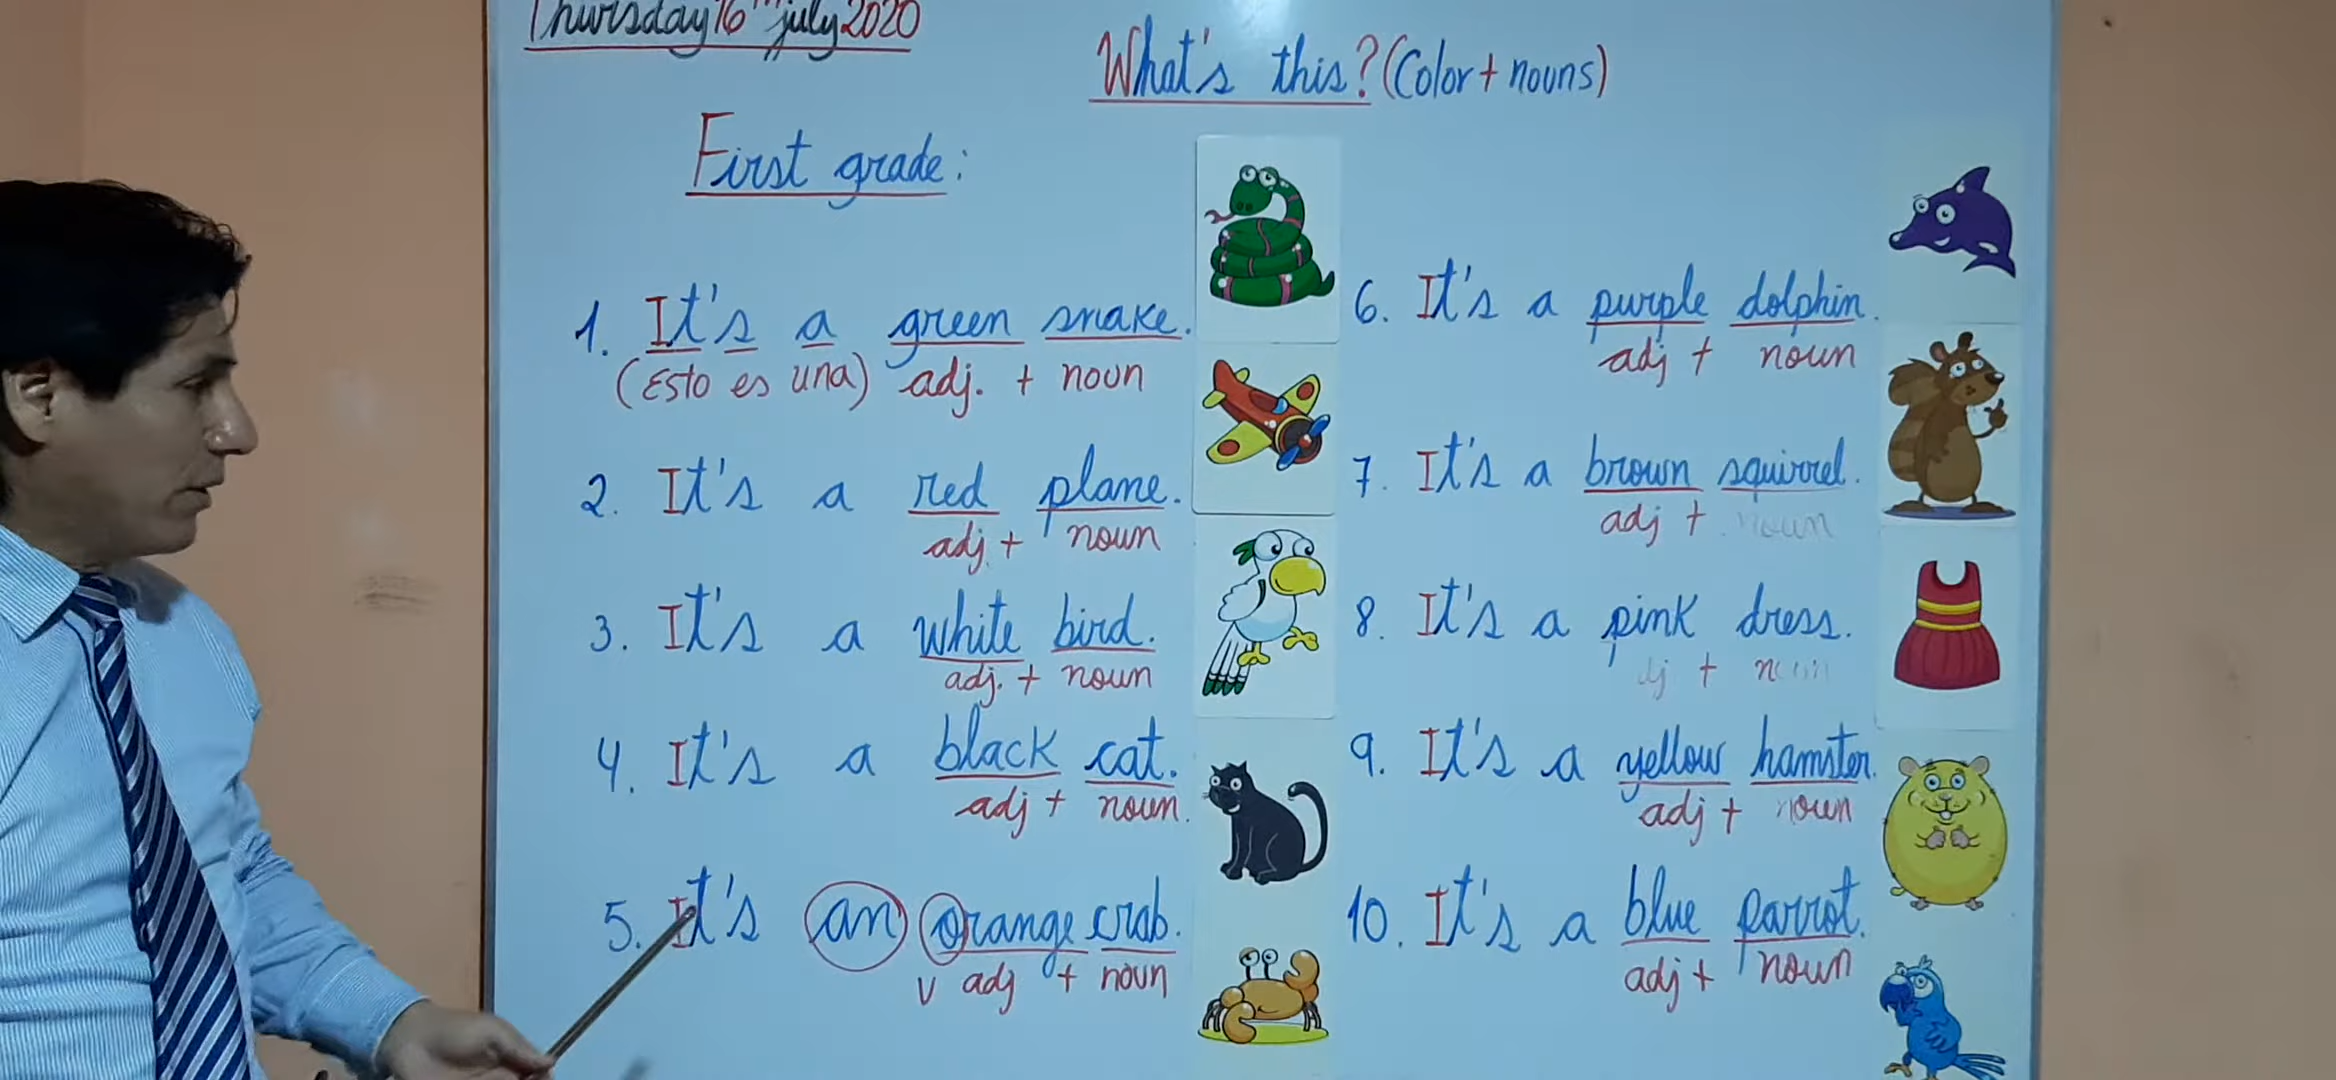 Thursday 16th july 2020
What's this? (Color + nouns)
First grade:
1. It's a green snake.
(Esto es una) adj. + noun
2. It's a red plane.
adj. + noun
3. It's a white bird.
adj. + noun
4. It's a black cat.
adj + noun.
5. It's an orange crab.
v adj + noun
6. It's a purple dolphin.
adj + noun
7. It's a brown squirrel.
adj + noun
8. It's a pink dress.
dj + noun
9. It's a yellow hamster.
adj + noun
10. It's a blue parrot.
adj + noun